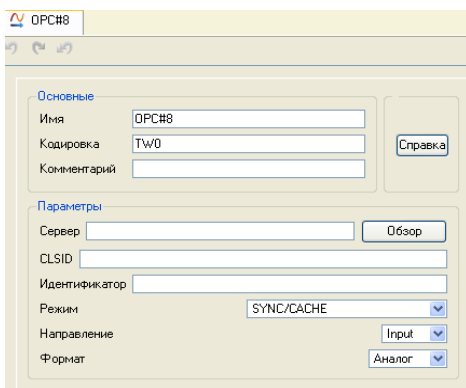 OPC#8
Основные
Имя OPC#8
Кодировка TW0
Комментарий
Справка
Параметры
Сервер Обзор
CLSID
Идентификатор
Режим SYNC/CACHE
Направление Input
Формат Аналог